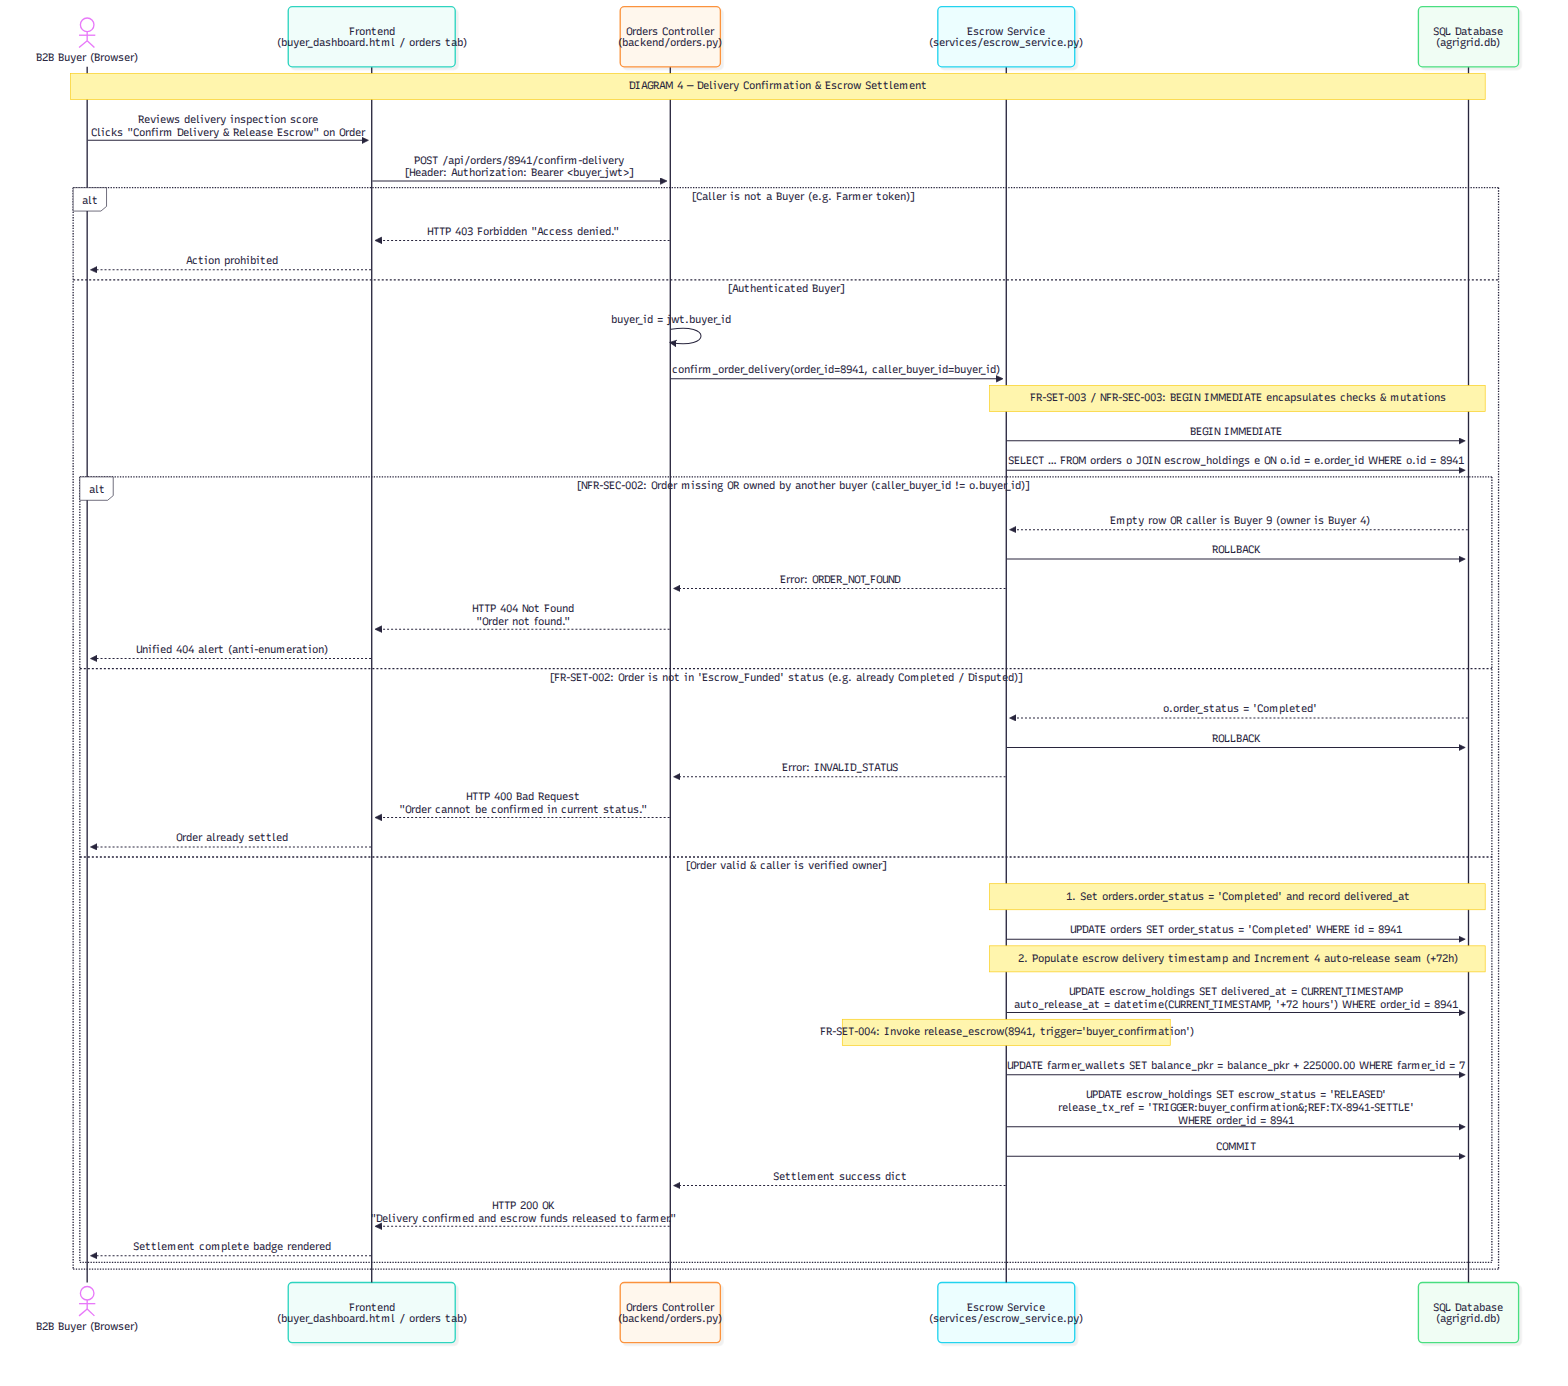 B2B Buyer (Browser)
Frontend
(buyer_dashboard.html / orders tab)
Orders Controller
(backend/orders.py)
Escrow Service
(services/escrow_service.py)
SQL Database
(agrigrid.db)
DIAGRAM 4 — Delivery Confirmation & Escrow Settlement
Reviews delivery inspection score
Clicks "Confirm Delivery & Release Escrow" on Order
POST /api/orders/8941/confirm-delivery
[Header: Authorization: Bearer <buyer_jwt>]
alt
[Caller is not a Buyer (e.g. Farmer token)]
HTTP 403 Forbidden "Access denied."
Action prohibited
[Authenticated Buyer]
buyer_id = jwt.buyer_id
confirm_order_delivery(order_id=8941, caller_buyer_id=buyer_id)
FR-SET-003 / NFR-SEC-003: BEGIN IMMEDIATE encapsulates checks & mutations
BEGIN IMMEDIATE
SELECT ... FROM orders o JOIN escrow_holdings e ON o.id = e.order_id WHERE o.id = 8941
alt
[NFR-SEC-002: Order missing OR owned by another buyer (caller_buyer_id != o.buyer_id)]
Empty row OR caller is Buyer 9 (owner is Buyer 4)
ROLLBACK
Error: ORDER_NOT_FOUND
HTTP 404 Not Found
"Order not found."
Unified 404 alert (anti-enumeration)
[FR-SET-002: Order is not in 'Escrow_Funded' status (e.g. already Completed / Disputed)]
o.order_status = 'Completed'
ROLLBACK
Error: INVALID_STATUS
HTTP 400 Bad Request
"Order cannot be confirmed in current status."
Order already settled
[Order valid & caller is verified owner]
1. Set orders.order_status = 'Completed' and record delivered_at
UPDATE orders SET order_status = 'Completed' WHERE id = 8941
2. Populate escrow delivery timestamp and Increment 4 auto-release seam (+72h)
UPDATE escrow_holdings SET delivered_at = CURRENT_TIMESTAMP
auto_release_at = datetime(CURRENT_TIMESTAMP, '+72 hours') WHERE order_id = 8941
FR-SET-004: Invoke release_escrow(8941, trigger='buyer_confirmation')
UPDATE farmer_wallets SET balance_pkr = balance_pkr + 225000.00 WHERE farmer_id = 7
UPDATE escrow_holdings SET escrow_status = 'RELEASED'
release_tx_ref = 'TRIGGER:buyer_confirmation&;REF:TX-8941-SETTLE'
WHERE order_id = 8941
COMMIT
Settlement success dict
HTTP 200 OK
"Delivery confirmed and escrow funds released to farmer."
Settlement complete badge rendered
B2B Buyer (Browser)
Frontend
(buyer_dashboard.html / orders tab)
Orders Controller
(backend/orders.py)
Escrow Service
(services/escrow_service.py)
SQL Database
(agrigrid.db)